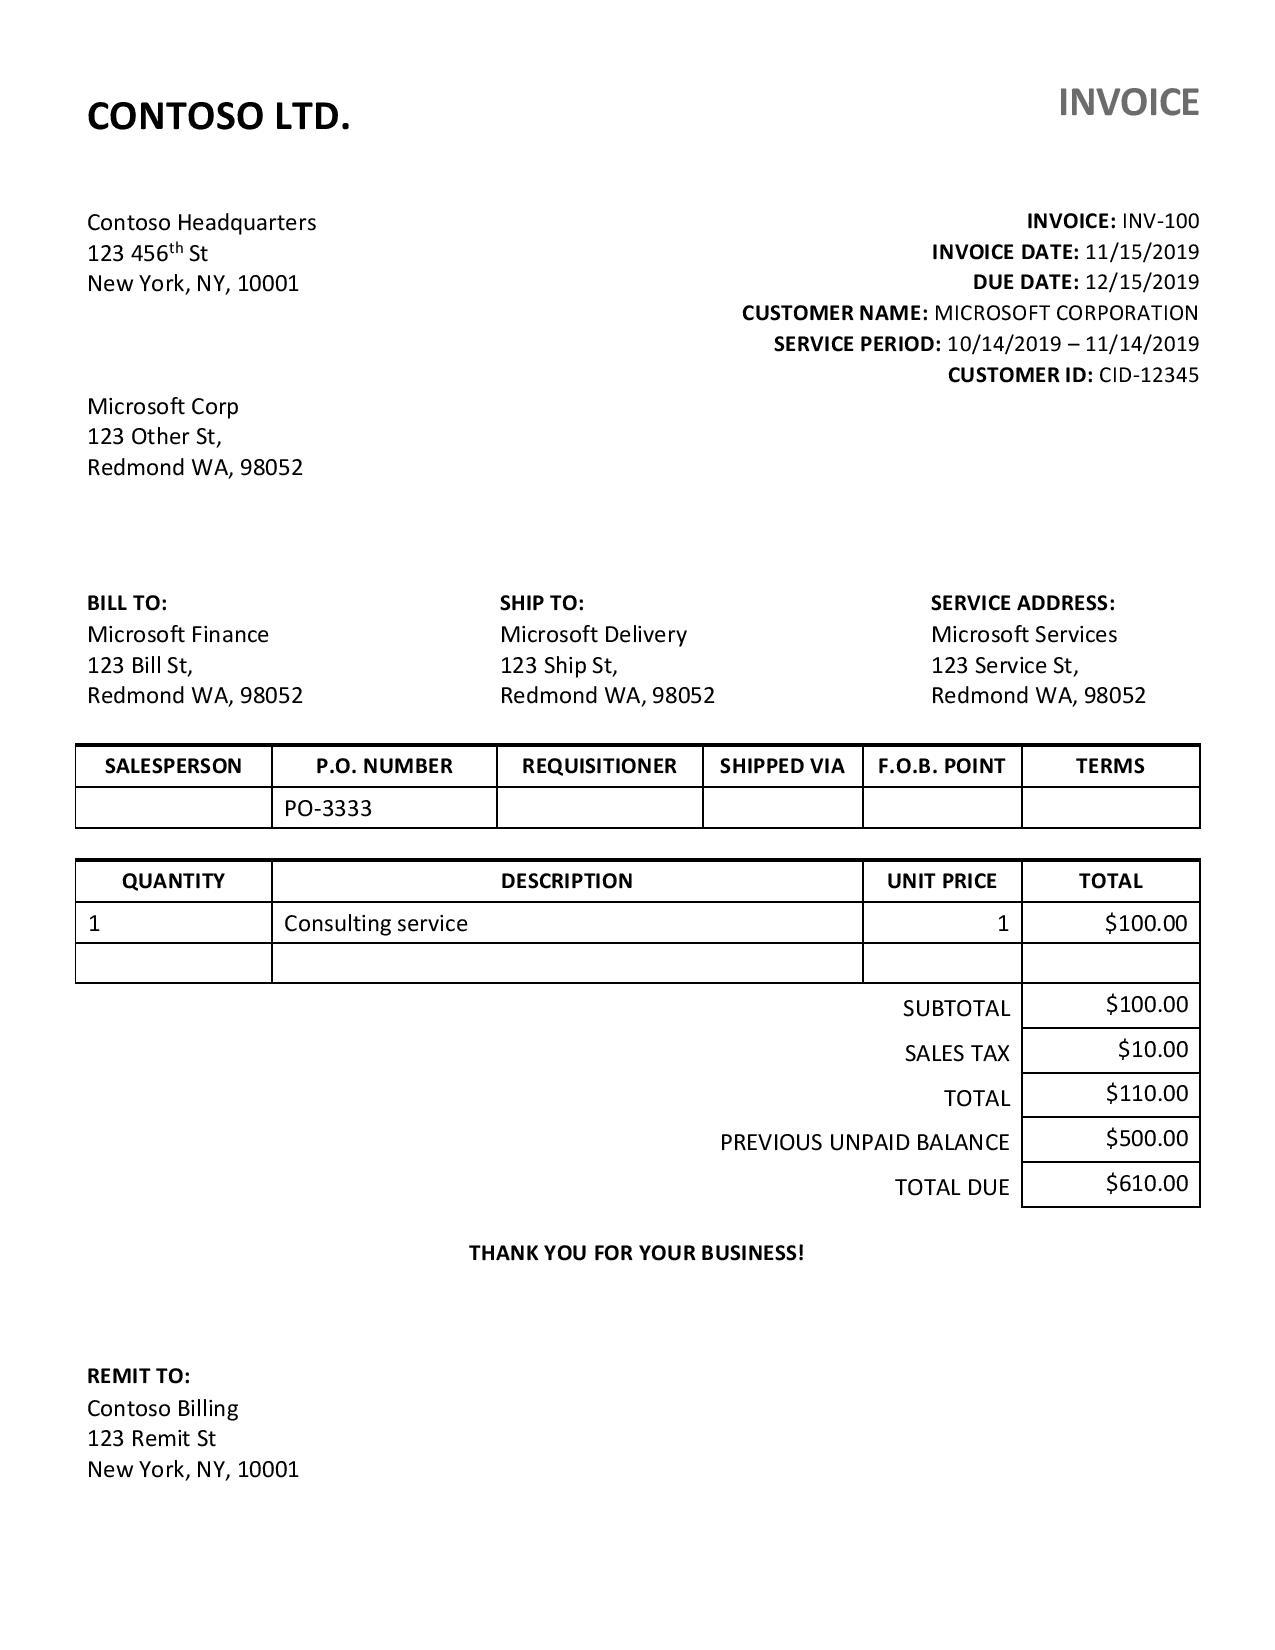 CONTOSO LTD.
INVOICE
Contoso Headquarters
123 456th St
New York, NY, 10001
INVOICE: INV-100
INVOICE DATE: 11/15/2019
DUE DATE: 12/15/2019
CUSTOMER NAME: MICROSOFT CORPORATION
SERVICE PERIOD: 10/14/2019 – 11/14/2019
CUSTOMER ID: CID-12345
Microsoft Corp
123 Other St,
Redmond WA, 98052
BILL TO:
Microsoft Finance
123 Bill St,
Redmond WA, 98052
SHIP TO:
Microsoft Delivery
123 Ship St,
Redmond WA, 98052
SERVICE ADDRESS:
Microsoft Services
123 Service St,
Redmond WA, 98052
SALESPERSON P.O. NUMBER REQUISITIONER SHIPPED VIA F.O.B. POINT TERMS
PO-3333
QUANTITY DESCRIPTION UNIT PRICE TOTAL
1 Consulting service 1 $100.00
SUBTOTAL $100.00
SALES TAX $10.00
TOTAL $110.00
PREVIOUS UNPAID BALANCE $500.00
TOTAL DUE $610.00
THANK YOU FOR YOUR BUSINESS!
REMIT TO:
Contoso Billing
123 Remit St
New York, NY, 10001